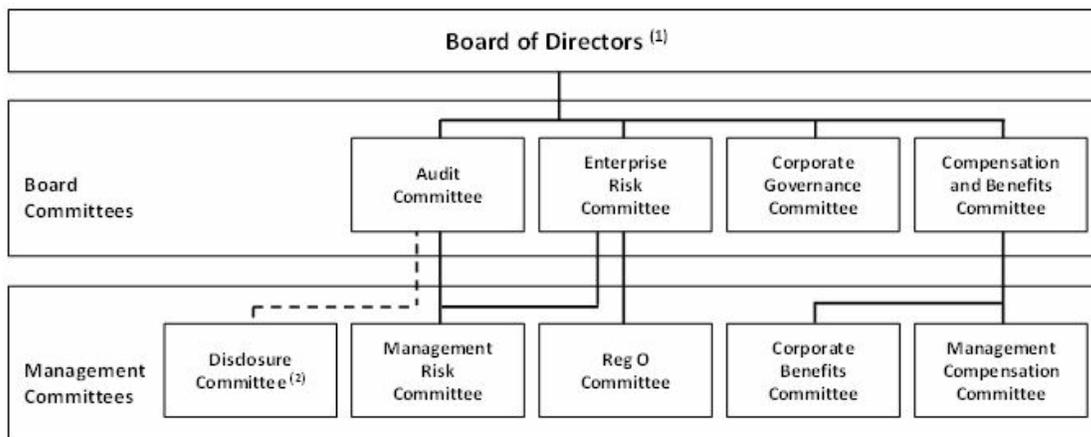 Board of Directors (1)
Board
Committees
Audit
Committee
Enterprise
Risk
Committee
Corporate
Governance
Committee
Compensation
and Benefits
Committee
Management
Committees
Disclosure
Committee (2)
Management
Risk
Committee
Reg O
Committee
Corporate
Benefits
Committee
Management
Compensation
Committee